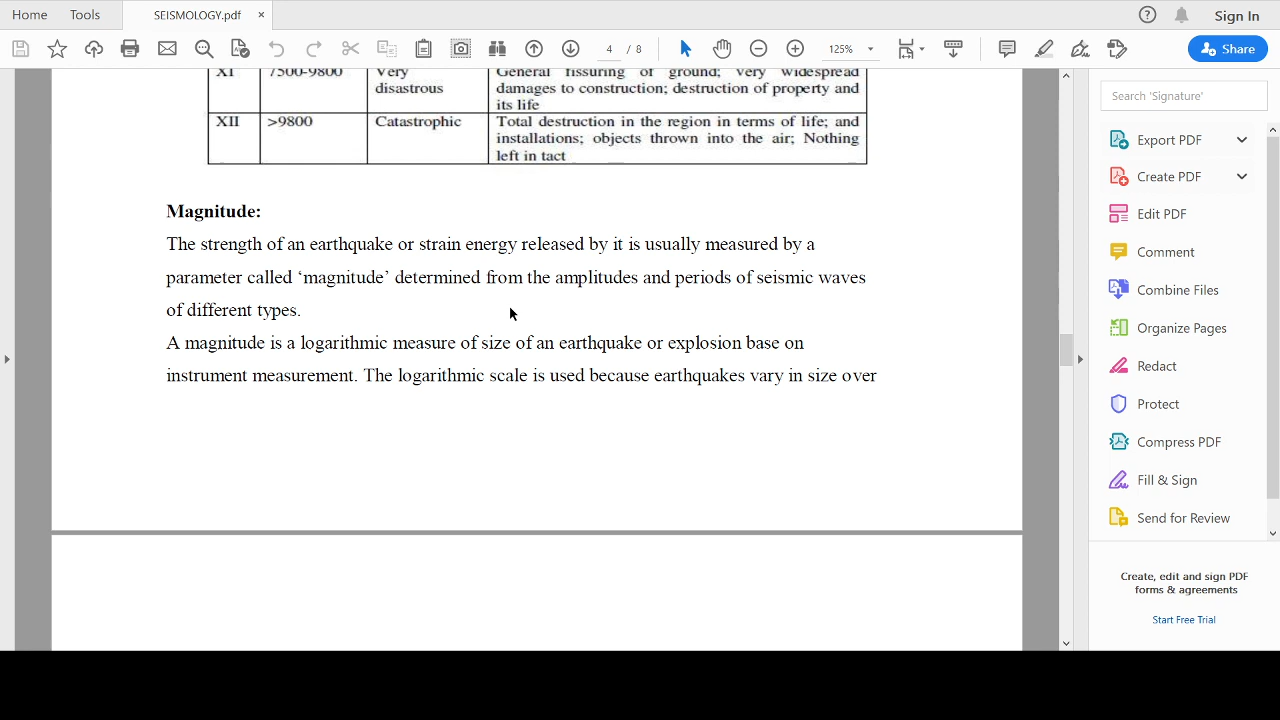 Home Tools SEISMOLOGY.pdf × Sign In
4 / 8 125% Share
XI 7500-9800 Very disastrous General fissuring of ground; very widespread
damages to construction; destruction of property and
its life
XII >9800 Catastrophic Total destruction in the region in terms of life; and
installations; objects thrown into the air; Nothing
left in tact
Magnitude:
The strength of an earthquake or strain energy released by it is usually measured by a
parameter called ‘magnitude’ determined from the amplitudes and periods of seismic waves
of different types.
A magnitude is a logarithmic measure of size of an earthquake or explosion base on
instrument measurement. The logarithmic scale is used because earthquakes vary in size over
Search 'Signature'
Export PDF
Create PDF
Edit PDF
Comment
Combine Files
Organize Pages
Redact
Protect
Compress PDF
Fill & Sign
Send for Review
Create, edit and sign PDF
forms & agreements
Start Free Trial